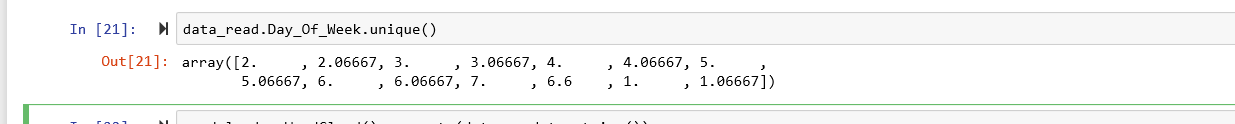 In [21]: data_read.Day_Of_Week.unique()
Out[21]: array([2.     , 2.06667, 3.     , 3.06667, 4.     , 4.06667, 5.     ,
5.06667, 6.     , 6.06667, 7.     , 6.6    , 1.     , 1.06667])